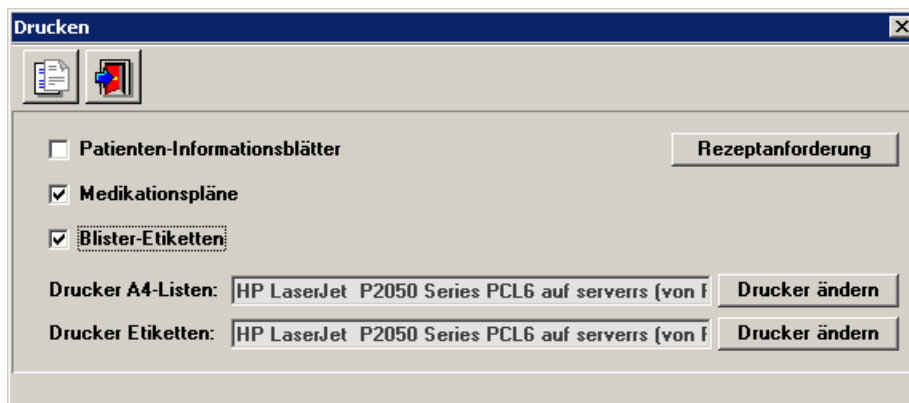 Drucken
Patienten-Informationsblätter
Rezeptanforderung
Medikationspläne
Blister-Etiketten
Drucker A4-Listen: HP LaserJet P2050 Series PCL6 auf serverrs (von Drucker ändern
Drucker Etiketten: HP LaserJet P2050 Series PCL6 auf serverrs (von Drucker ändern